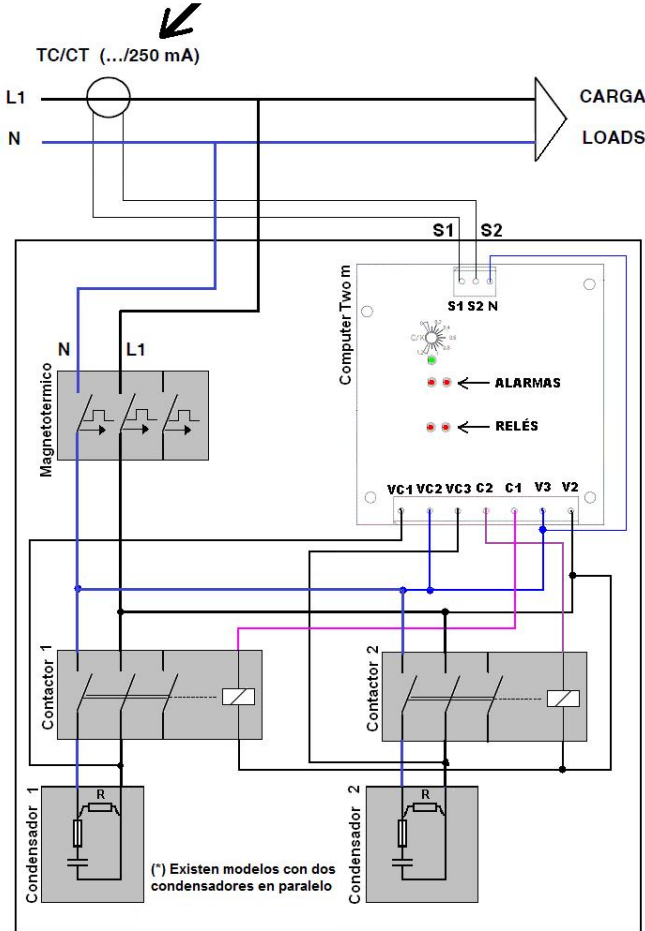 TC/CT (.../250 mA)
L1
CARGA
N
LOADS
S1 S2
S1 S2 N
Computer Two m
C/K
ALARMAS
RELÉS
N L1
Magnetotermico
VC1 VC2 VC3 C2 C1 V3 V2
Contactor 1
Contactor 2
Condensador 1
R
Condensador 2
R
(*) Existen modelos con dos
condensadores en paralelo